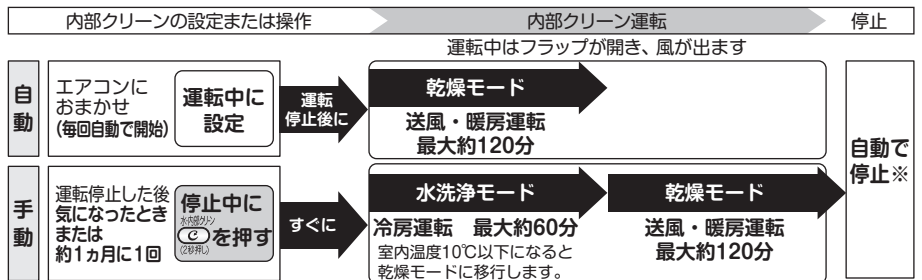 内部クリーンの設定または操作
内部クリーン運転
停止
運転中はフラップが開き、風が出ます
自動
エアコンに
おまかせ
(毎回自動で開始)
運転中に
設定
運転
停止後に
乾燥モード
送風・暖房運転
最大約120分
手動
運転停止した後
気になったとき
または
約1ヵ月に1回
停止中に
水内部クリーン
Cを押す
(2秒押し)
すぐに
水洗浄モード
冷房運転 最大約60分
室内温度10℃以下になると
乾燥モードに移行します。
乾燥モード
送風・暖房運転
最大約120分
自動で
停止※